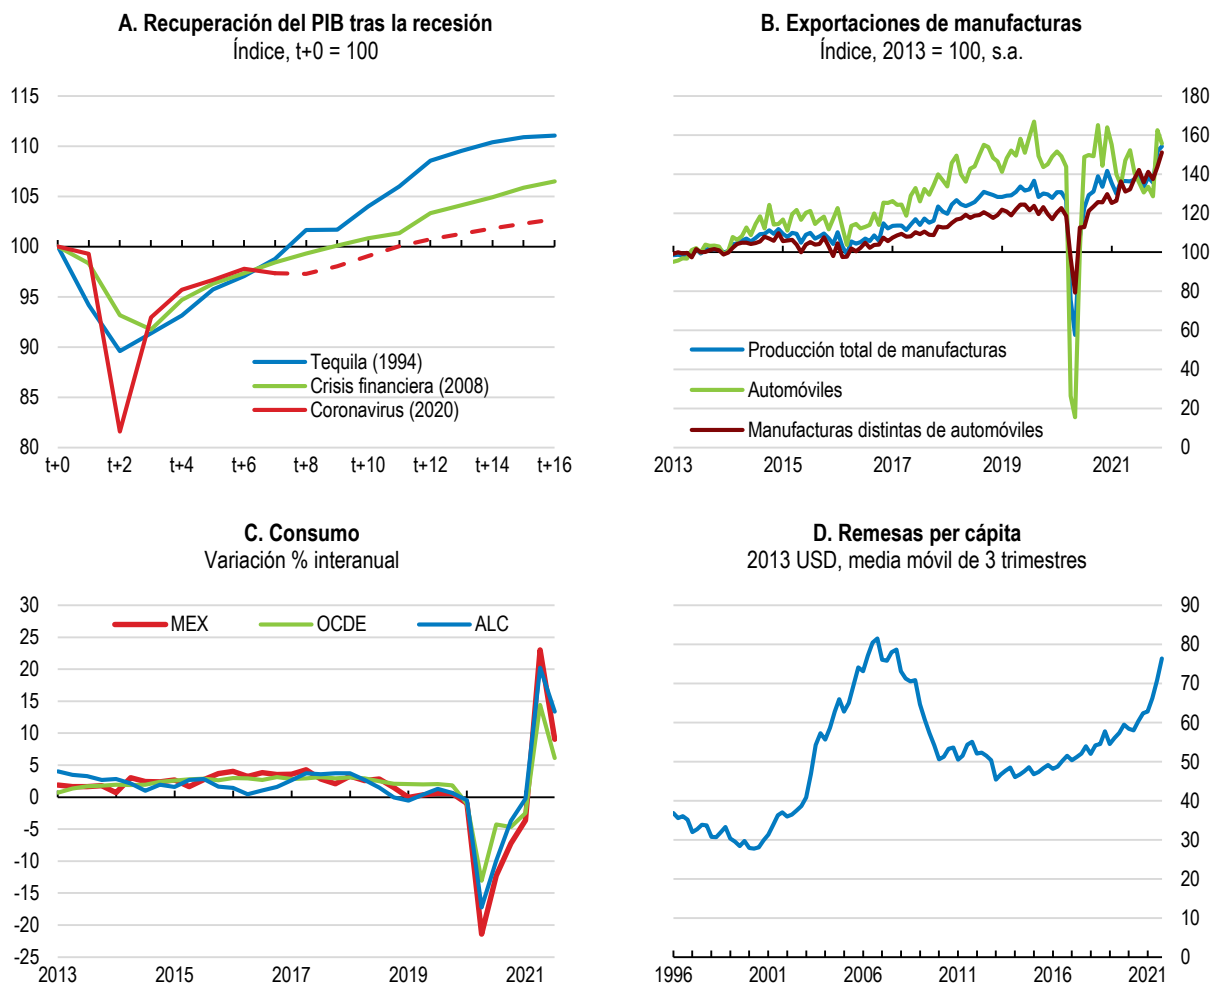 A. Recuperación del PIB tras la recesión
Índice, t+0 = 100
115
110
105
100
95
90
85
80
t+0
t+2
t+4
t+6
t+8
t+10
t+12
t+14
t+16
Tequila (1994)
Crisis financiera (2008)
Coronavirus (2020)
B. Exportaciones de manufacturas
Índice, 2013 = 100, s.a.
180
160
140
120
100
80
60
40
20
0
2013
2015
2017
2019
2021
Producción total de manufacturas
Automóviles
Manufacturas distintas de automóviles
C. Consumo
Variación % interanual
30
25
20
15
10
5
0
-5
-10
-15
-20
-25
2013
2015
2017
2019
2021
MEX
OCDE
ALC
D. Remesas per cápita
2013 USD, media móvil de 3 trimestres
90
80
70
60
50
40
30
20
10
0
1996
2001
2006
2011
2016
2021